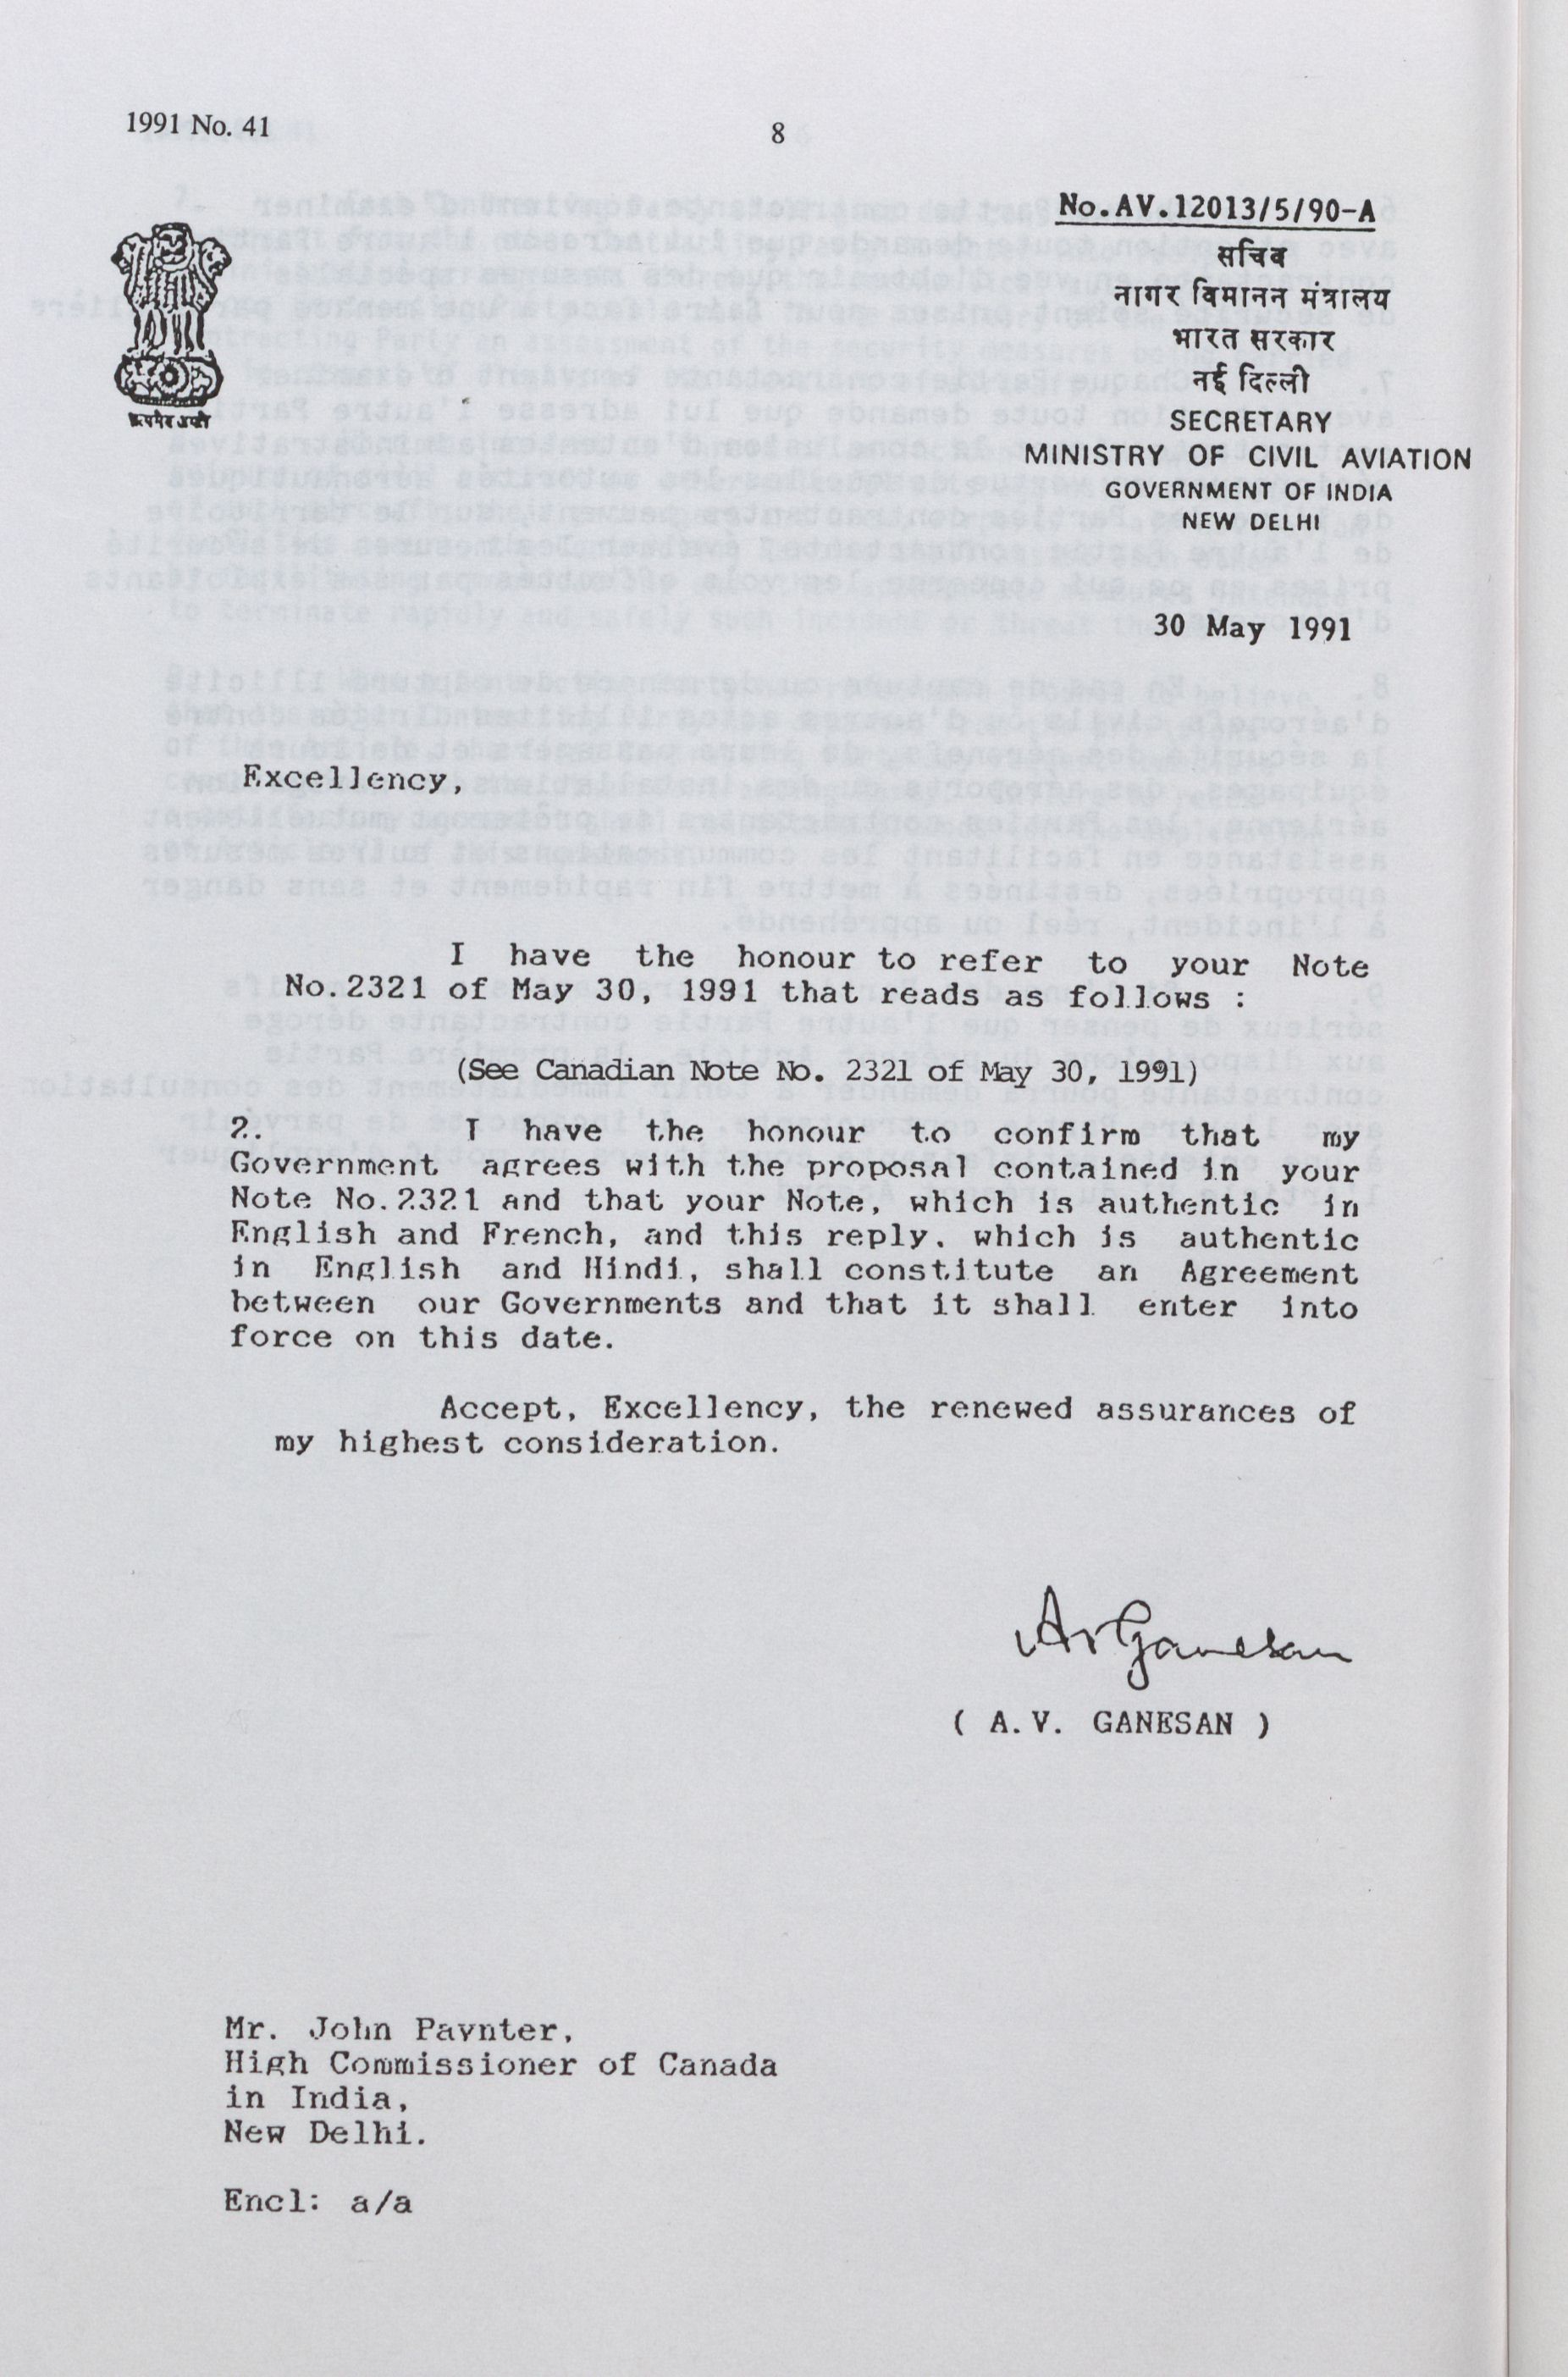 1991 No. 41
8
No.AV.12013/5/90-A
सचिव
नागर विमानन मंत्रालय
भारत सरकार
नई दिल्ली
SECRETARY
MINISTRY OF CIVIL AVIATION
GOVERNMENT OF INDIA
NEW DELHI
सत्यमेव जयते
30 May 1991
Excellency,
I have the honour to refer to your Note
No.2321 of May 30, 1991 that reads as follows :
(See Canadian Note No. 2321 of May 30, 1991)
2. I have the honour to confirm that my
Government agrees with the proposal contained in your
Note No.2321 and that your Note, which is authentic in
English and French, and this reply, which is authentic
in English and Hindi, shall constitute an Agreement
between our Governments and that it shall enter into
force on this date.
Accept, Excellency, the renewed assurances of
my highest consideration.
AvGanesan
( A.V. GANESAN )
Mr. John Paynter,
High Commissioner of Canada
in India,
New Delhi.
Encl: a/a